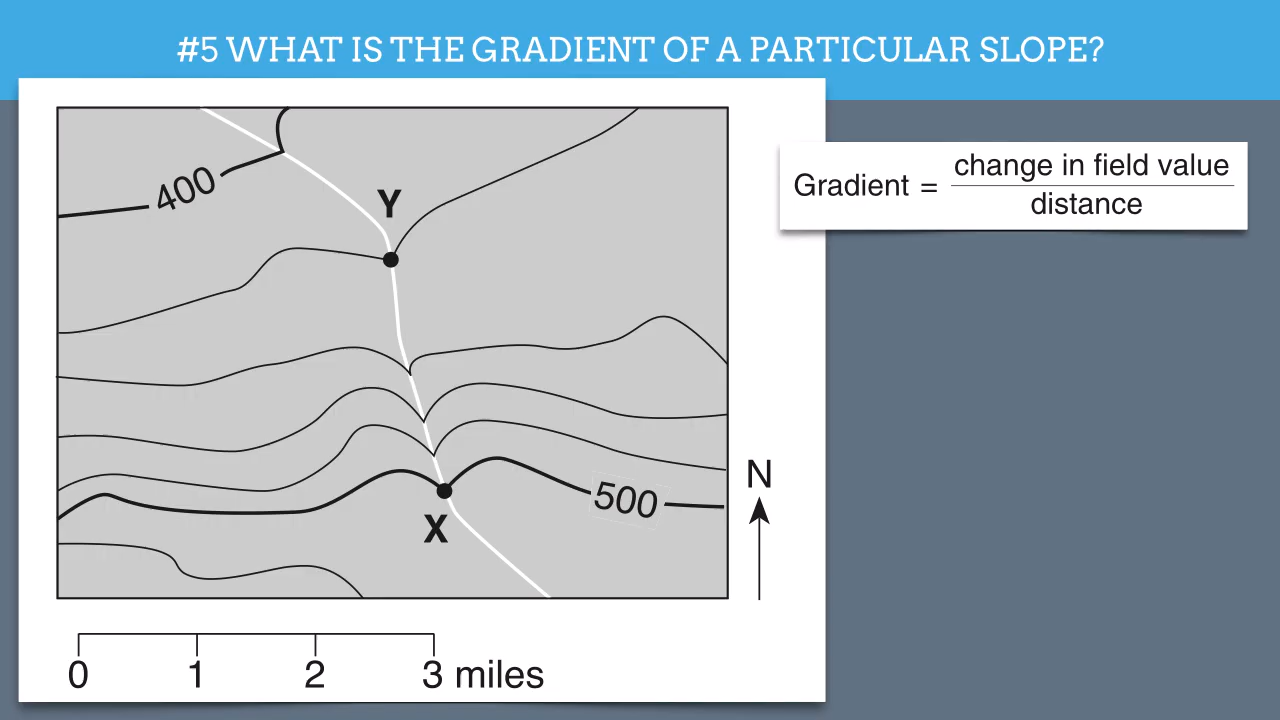 #5 WHAT IS THE GRADIENT OF A PARTICULAR SLOPE?
Gradient = change in field value
distance
400
Y
500
N
X
0 1 2 3 miles